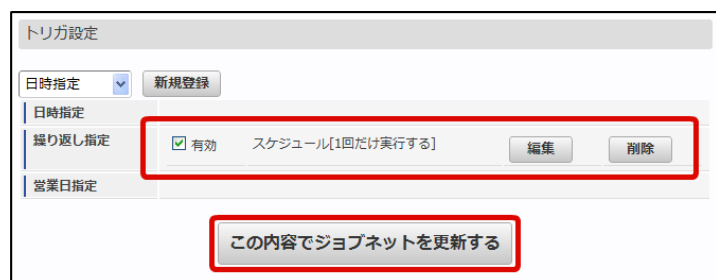 トリガ設定
日時指定 新規登録
日時指定
繰り返し指定 有効 スケジュール[1回だけ実行する] 編集 削除
営業日指定
この内容でジョブネットを更新する